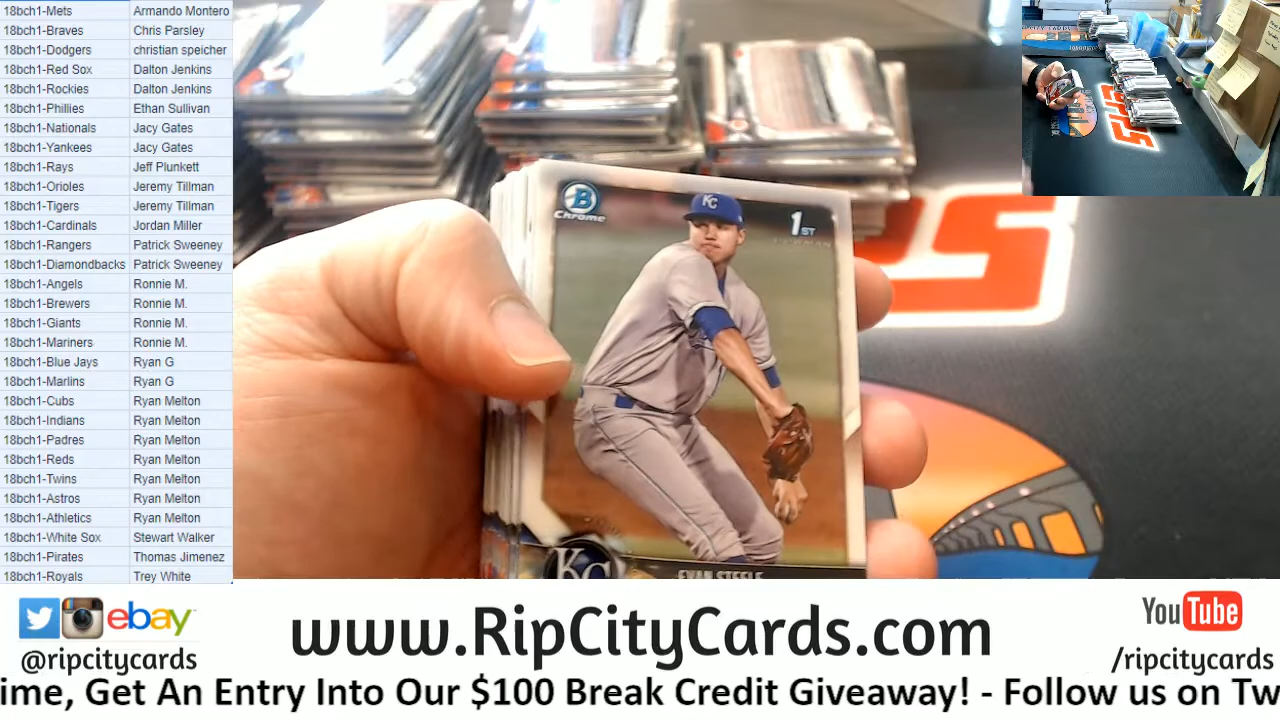 18bch1-Mets Armando Montero
18bch1-Braves Chris Parsley
18bch1-Dodgers christian speicher
18bch1-Red Sox Dalton Jenkins
18bch1-Rockies Dalton Jenkins
18bch1-Phillies Ethan Sullivan
18bch1-Nationals Jacy Gates
18bch1-Yankees Jacy Gates
18bch1-Rays Jeff Plunkett
18bch1-Orioles Jeremy Tillman
18bch1-Tigers Jeremy Tillman
18bch1-Cardinals Jordan Miller
18bch1-Rangers Patrick Sweeney
18bch1-Diamondbacks Patrick Sweeney
18bch1-Angels Ronnie M.
18bch1-Brewers Ronnie M.
18bch1-Giants Ronnie M.
18bch1-Mariners Ronnie M.
18bch1-Blue Jays Ryan G
18bch1-Marlins Ryan G
18bch1-Cubs Ryan Melton
18bch1-Indians Ryan Melton
18bch1-Padres Ryan Melton
18bch1-Reds Ryan Melton
18bch1-Twins Ryan Melton
18bch1-Astros Ryan Melton
18bch1-Athletics Ryan Melton
18bch1-White Sox Stewart Walker
18bch1-Pirates Thomas Jimenez
18bch1-Royals Trey White
B
Chrome
1ST
KC
KC
EVAN STEELE
ebay
@ripcitycards
www.RipCityCards.com
YouTube
/ripcitycards
ime, Get An Entry Into Our $100 Break Credit Giveaway! - Follow us on Tw